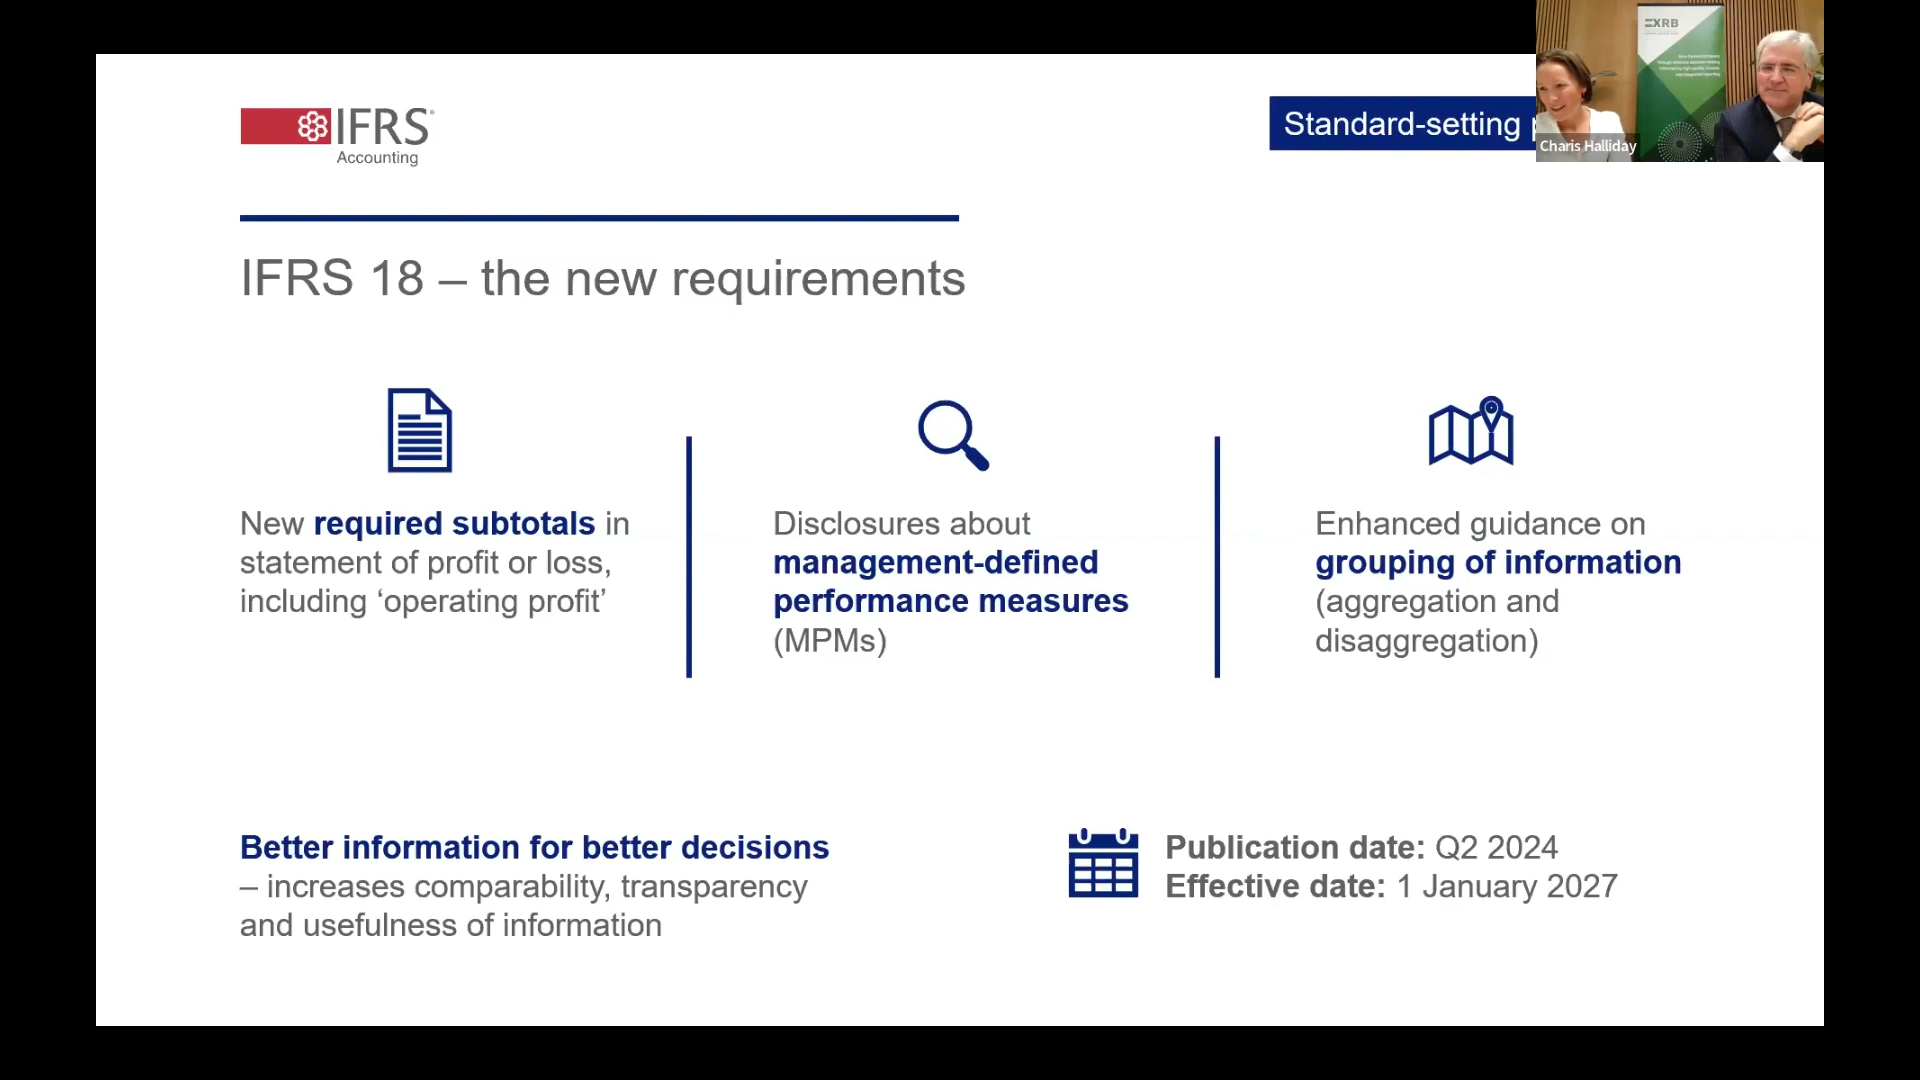 IFRS®
Accounting
Standard-setting
XRB
Charis Halliday
IFRS 18 – the new requirements
New required subtotals in
statement of profit or loss,
including ‘operating profit’
Disclosures about
management-defined
performance measures
(MPMs)
Enhanced guidance on
grouping of information
(aggregation and
disaggregation)
Better information for better decisions
– increases comparability, transparency
and usefulness of information
Publication date: Q2 2024
Effective date: 1 January 2027